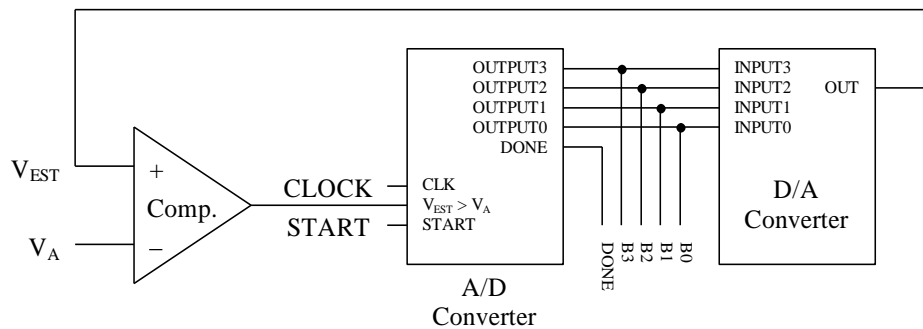 V_EST
V_A
+
Comp.
−
CLOCK
START
OUTPUT3
OUTPUT2
OUTPUT1
OUTPUT0
DONE
CLK
V_EST > V_A
START
A/D
Converter
DONE
B3
B2
B1
B0
INPUT3
INPUT2
INPUT1
INPUT0
OUT
D/A
Converter